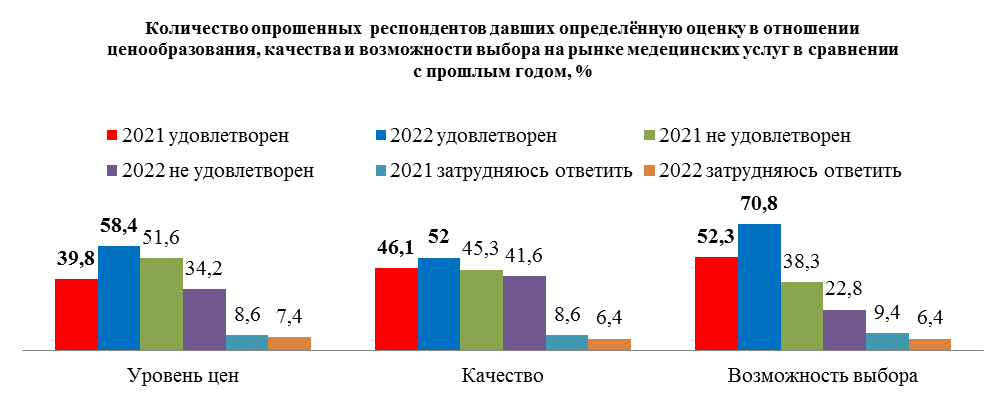 Количество опрошенных респондентов давших определённую оценку в отношении
ценообразования, качества и возможности выбора на рынке медецинских услуг в сравнении
с прошлым годом, %
2021 удовлетворен
2022 удовлетворен
2021 не удовлетворен
2022 не удовлетворен
2021 затрудняюсь ответить
2022 затрудняюсь ответить
39,8
58,4
51,6
34,2
8,6
7,4
46,1
52
45,3
41,6
8,6
6,4
52,3
70,8
38,3
22,8
9,4
6,4
Уровень цен
Качество
Возможность выбора